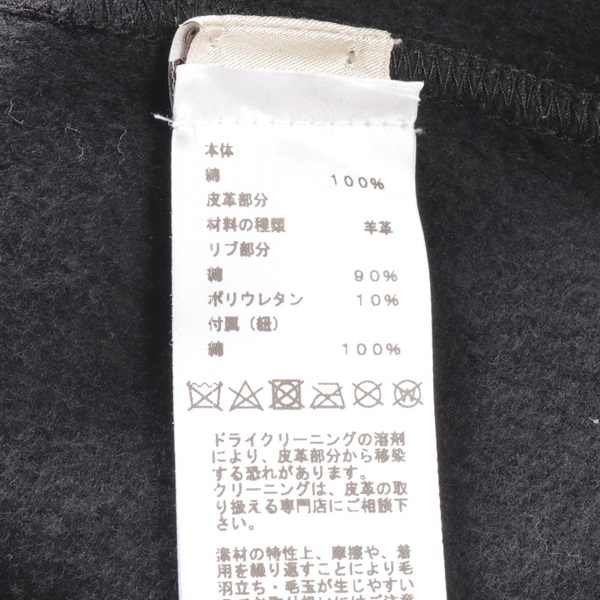 本体
綿 100%
皮革部分
材料の種類 羊革
リブ部分
綿 90%
ポリウレタン 10%
付属(紐)
綿 100%
ドライクリーニングの溶剤
により、皮革部分から移染
する恐れがあります。
クリーニングは、皮革の取
り扱える専門店にご相談下
さい。
素材の特性上、摩擦や、着
用を繰り返すことにより毛
羽立ち・毛玉が生じやすい